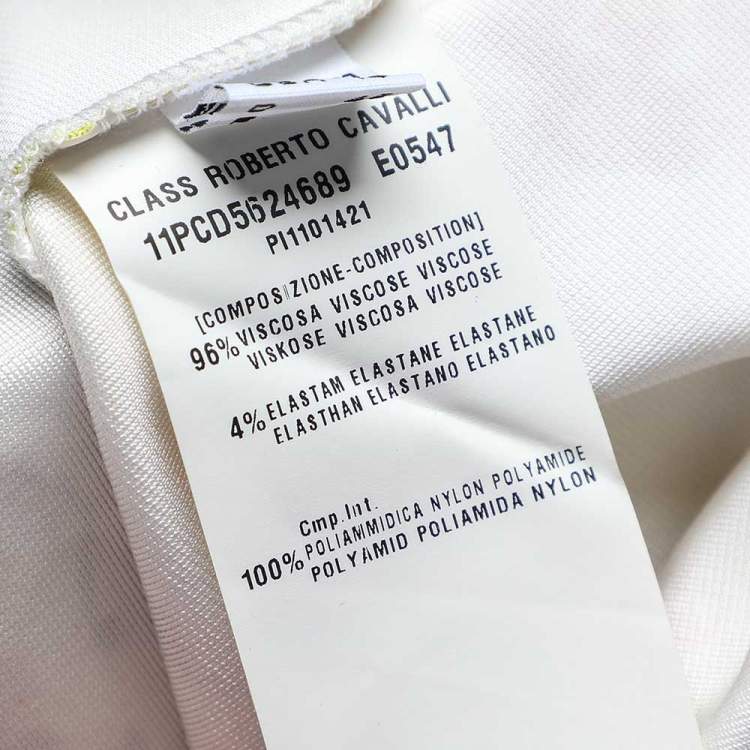 CLASS ROBERTO CAVALLI
11PCD5624689 E0547
PI1101421
[COMPOSIZIONE-COMPOSITION]
96% VISCOSA VISCOSE VISCOSE
VISKOSE VISCOSA VISCOSE
4% ELASTAM ELASTANE ELASTANE
ELASTHAN ELASTANO ELASTANO
Cmp.Int.
100% POLIAMMIDICA NYLON POLYAMIDE
POLYAMID POLIAMIDA NYLON